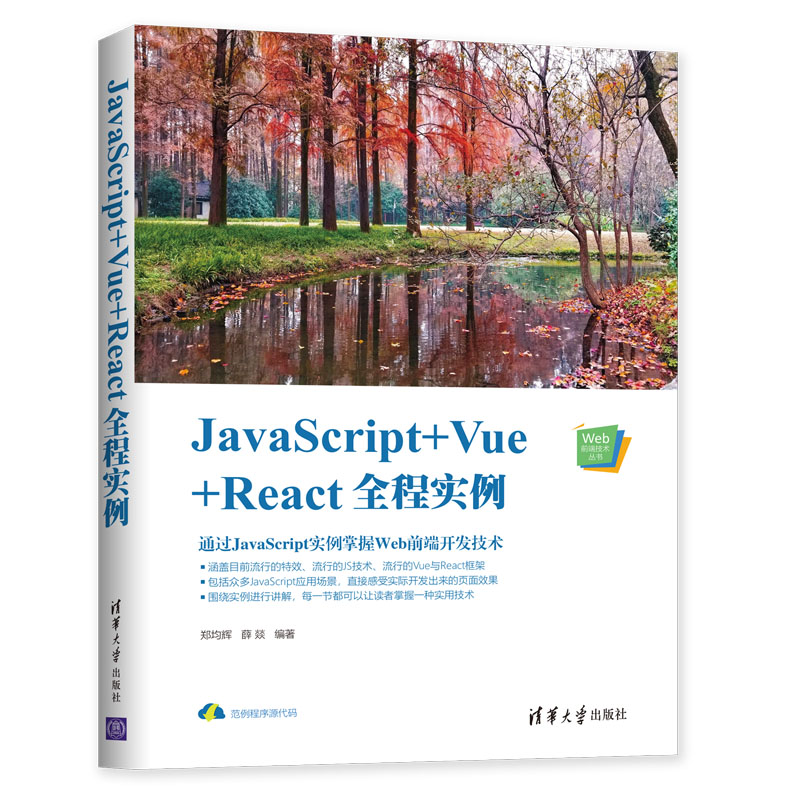 JavaScript+Vue+React全程实例
清华大学出版社
JavaScript+Vue
+React 全程实例
Web
前端技术
丛书
通过JavaScript实例掌握Web前端开发技术
■ 涵盖目前流行的特效、流行的JS技术、流行的Vue与React框架
■ 包括众多JavaScript应用场景，直接感受实际开发出来的页面效果
■ 围绕实例进行讲解，每一节都可以让读者掌握一种实用技术
郑均辉 薛 燚 编著
范例程序源代码
清华大学出版社